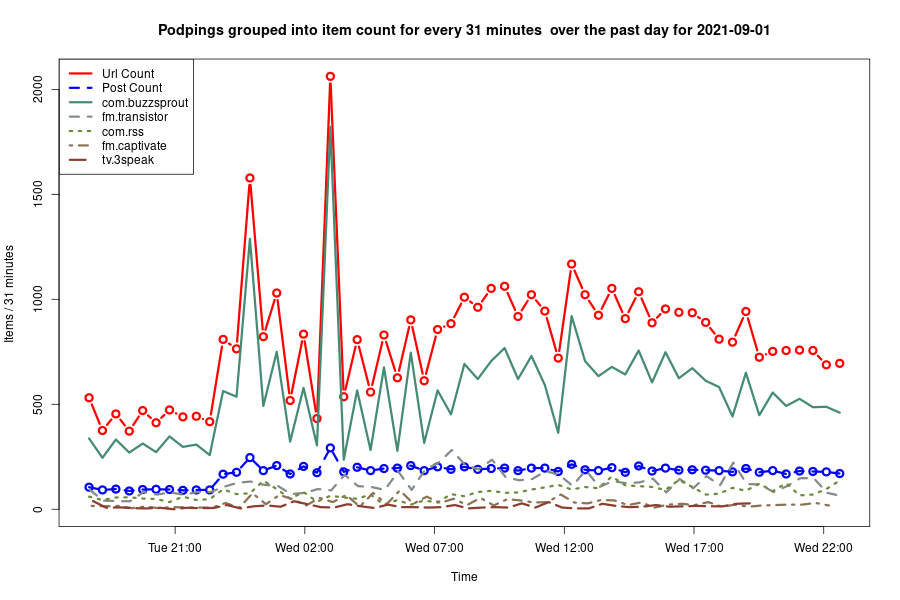 Podpings grouped into item count for every 31 minutes  over the past day for 2021-09-01
Url Count
Post Count
com.buzzsprout
fm.transistor
com.rss
fm.captivate
tv.3speak
Items / 31 minutes
2000
1500
1000
500
0
Tue 21:00 Wed 02:00 Wed 07:00 Wed 12:00 Wed 17:00 Wed 22:00
Time